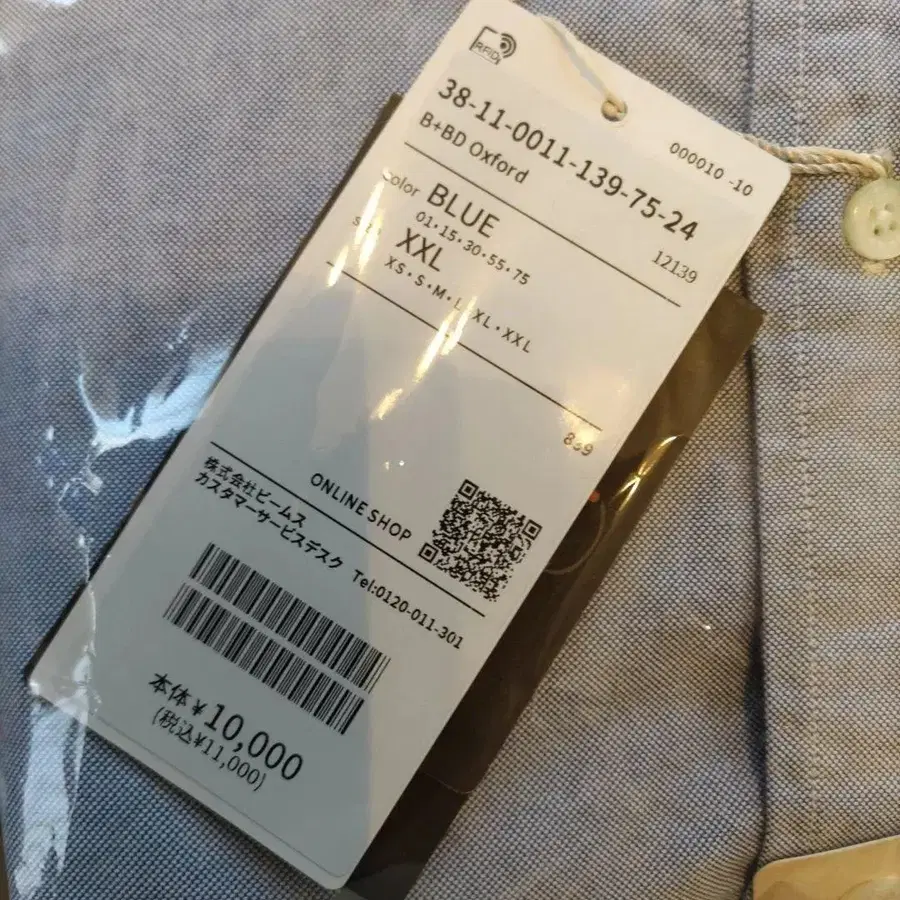 RFID
000010 -10
38-11-0011-139-75-24
B+BD Oxford
12139
Color BLUE
01・15・30・55・75
XXL
XS・S・M・L・XL・XXL
ONLINE SHOP
株式会社ビームス
カスタマーサービスデスク Tel:0120-011-301
本体¥10,000
(税込¥11,000)